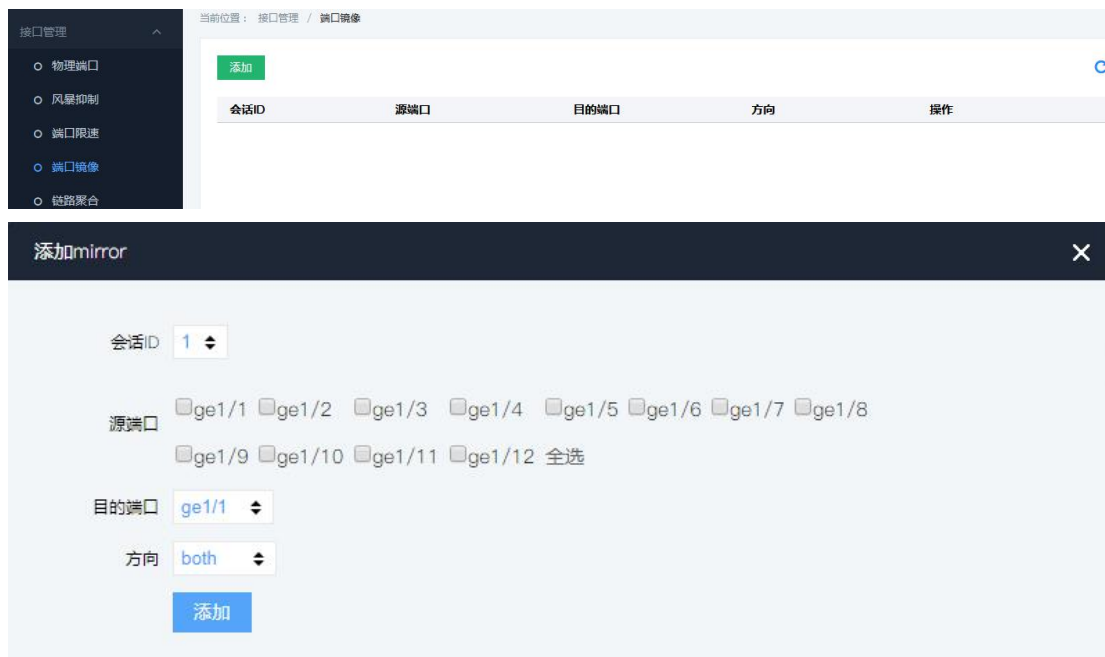 当前位置： 接口管理 / 端口镜像
接口管理
物理端口
风暴抑制
端口限速
端口镜像
链路聚合
添加
会话ID 源端口 目的端口 方向 操作
添加mirror
会话ID 1
源端口
ge1/1 ge1/2 ge1/3 ge1/4 ge1/5 ge1/6 ge1/7 ge1/8
ge1/9 ge1/10 ge1/11 ge1/12 全选
目的端口 ge1/1
方向 both
添加